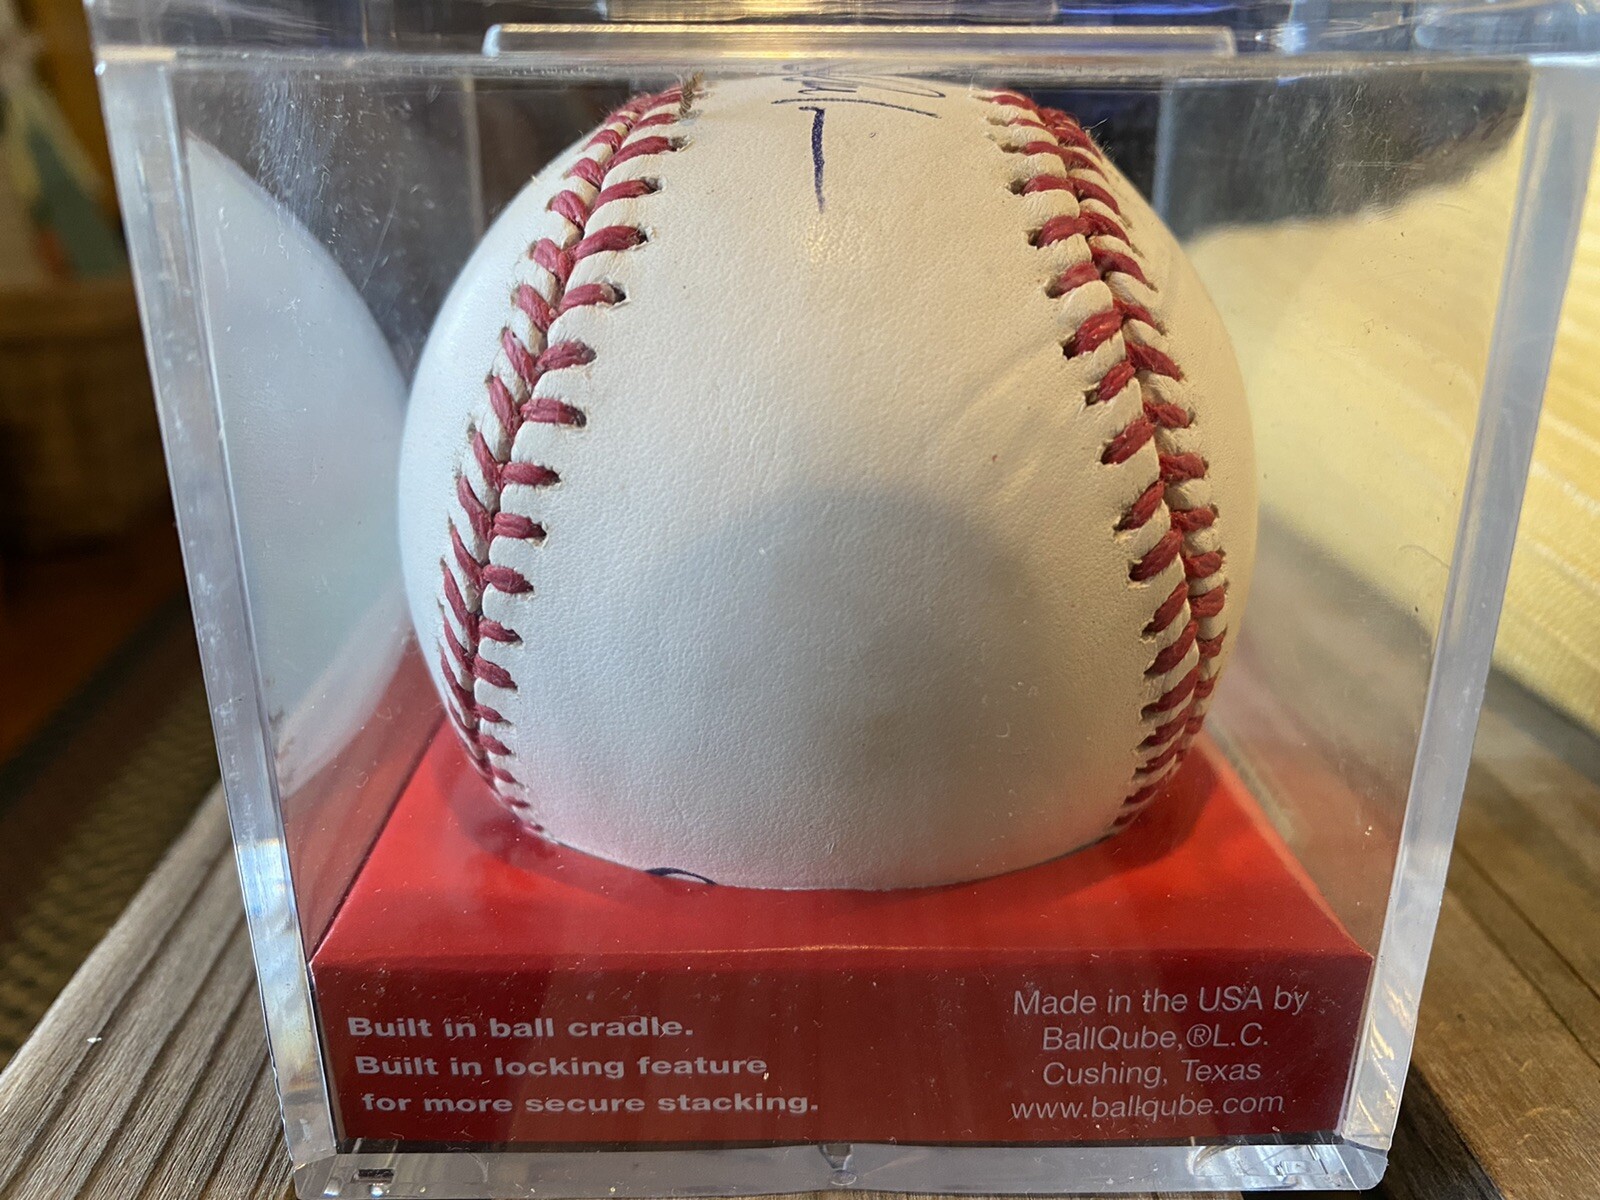 Built in ball cradle.
Built in locking feature
for more secure stacking.
Made in the USA by
BallQube,®L.C.
Cushing, Texas
www.ballqube.com